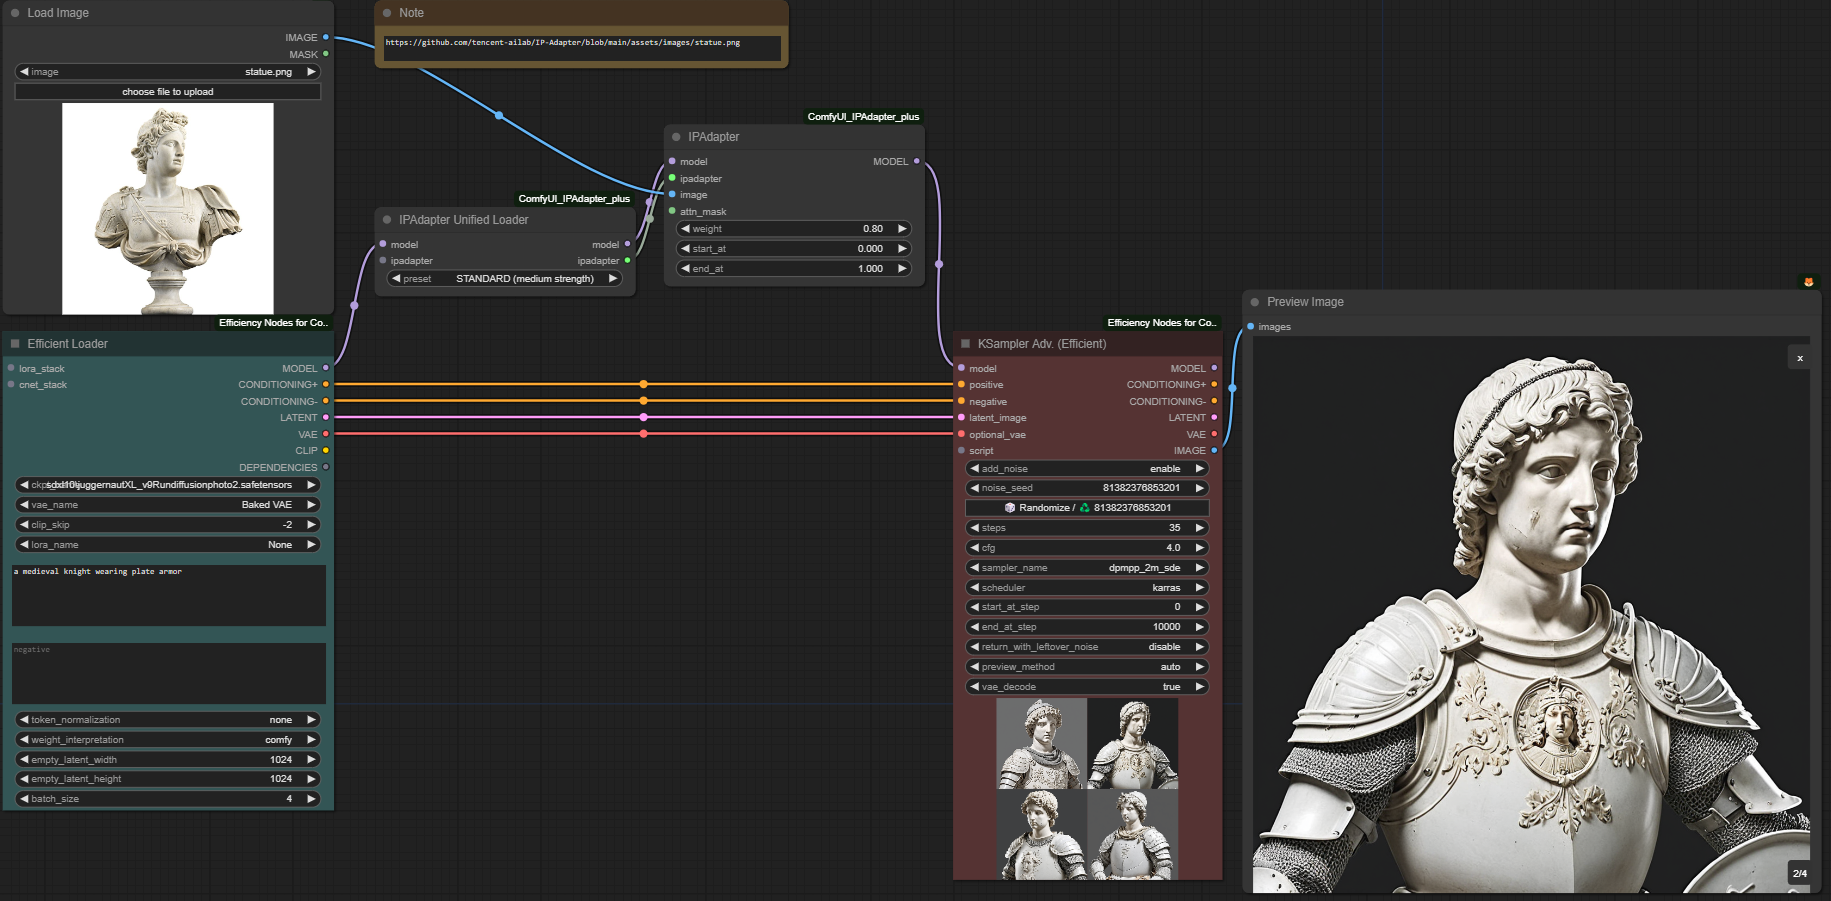 Load Image
IMAGE
MASK
image statue.png
choose file to upload
Note
https://github.com/tencent-ailab/IP-Adapter/blob/main/assets/images/statue.png
ComfyUI_IPAdapter_plus
IPAdapter
model MODEL
ipadapter
image
attn_mask
weight 0.80
start_at 0.000
end_at 1.000
ComfyUI_IPAdapter_plus
IPAdapter Unified Loader
model model
ipadapter ipadapter
preset STANDARD (medium strength)
Efficiency Nodes for Co..
Efficient Loader
lora_stack MODEL
cnet_stack CONDITIONING+
CONDITIONING-
LATENT
VAE
CLIP
DEPENDENCIES
juggernautXL_v9Rundiffusionphoto2.safetensors
vae_name Baked VAE
clip_skip -2
lora_name None
a medieval knight wearing plate armor
negative
token_normalization none
weight_interpretation comfy
empty_latent_width 1024
empty_latent_height 1024
batch_size 4
Efficiency Nodes for Co..
KSampler Adv. (Efficient)
model MODEL
positive CONDITIONING+
negative CONDITIONING-
latent_image LATENT
optional_vae VAE
script IMAGE
add_noise enable
noise_seed 81382376853201
Randomize / 81382376853201
steps 35
cfg 4.0
sampler_name dpmpp_2m_sde
scheduler karras
start_at_step 0
end_at_step 10000
return_with_leftover_noise disable
preview_method auto
vae_decode true
Preview Image
images
x
2/4